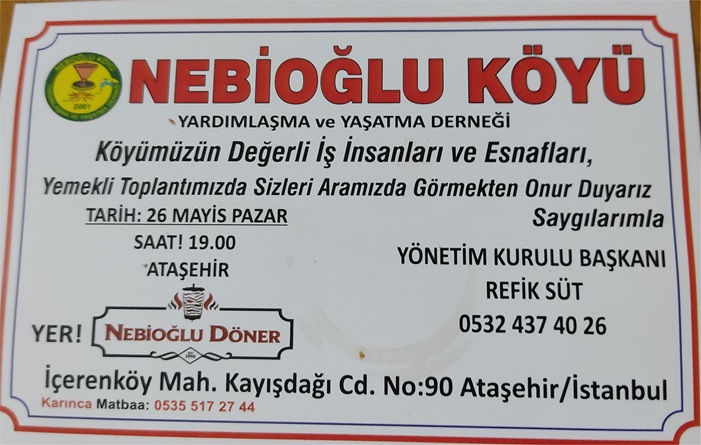 NEBİOĞLU KÖYÜ
2001
YARDIMLAŞMA ve YAŞATMA DERNEĞİ
Köyümüzün Değerli İş İnsanları ve Esnafları,
Yemekli Toplantımızda Sizleri Aramızda Görmekten Onur Duyarız
Saygılarımla
TARİH: 26 MAYIS PAZAR
SAAT! 19.00
ATAŞEHİR
YÖNETİM KURULU BAŞKANI
REFİK SÜT
0532 437 40 26
YER! NEBİOĞLU DÖNER
İçerenköy Mah. Kayışdağı Cd. No:90 Ataşehir/İstanbul
Karınca Matbaa: 0535 517 27 44